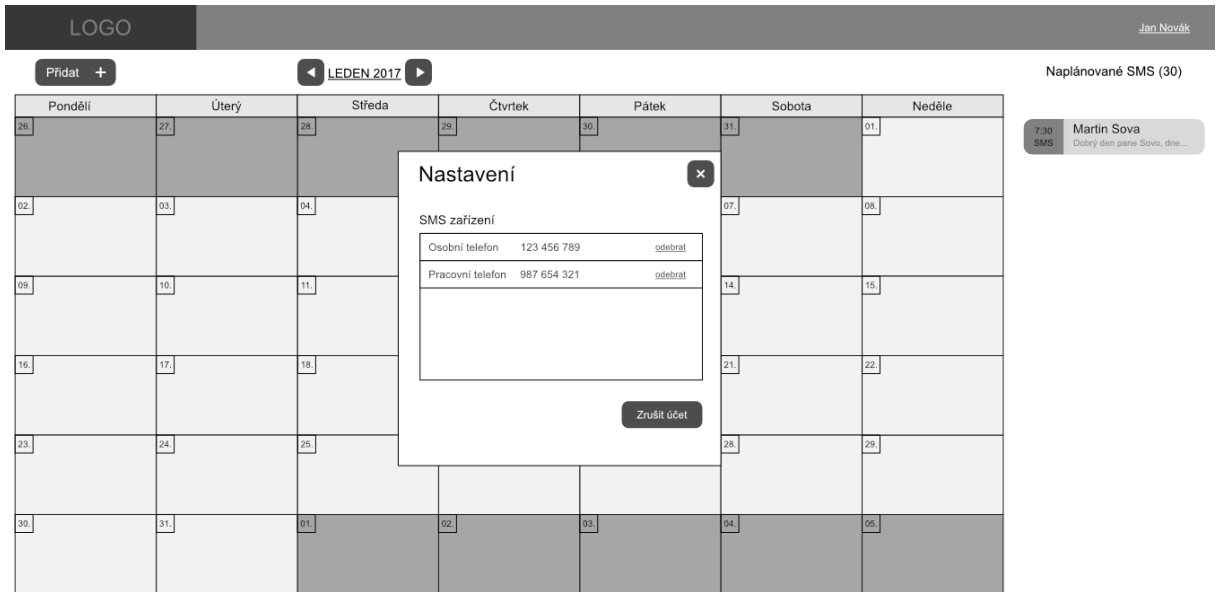 LOGO
Jan Novák
Přidat +
LEDEN 2017
Naplánované SMS (30)
Pondělí Úterý Středa Čtvrtek Pátek Sobota Neděle
26. 27. 28. 29. 30. 31. 01.
7:30 Martin Sova
SMS Dobrý den pane Sovo, dne...
Nastavení
SMS zařízení
Osobní telefon 123 456 789 odebrat
Pracovní telefon 987 654 321 odebrat
Zrušit účet
02. 03. 04. 07. 08.
09. 10. 11. 14. 15.
16. 17. 18. 21. 22.
23. 24. 25. 28. 29.
30. 31. 01. 02. 03. 04. 05.